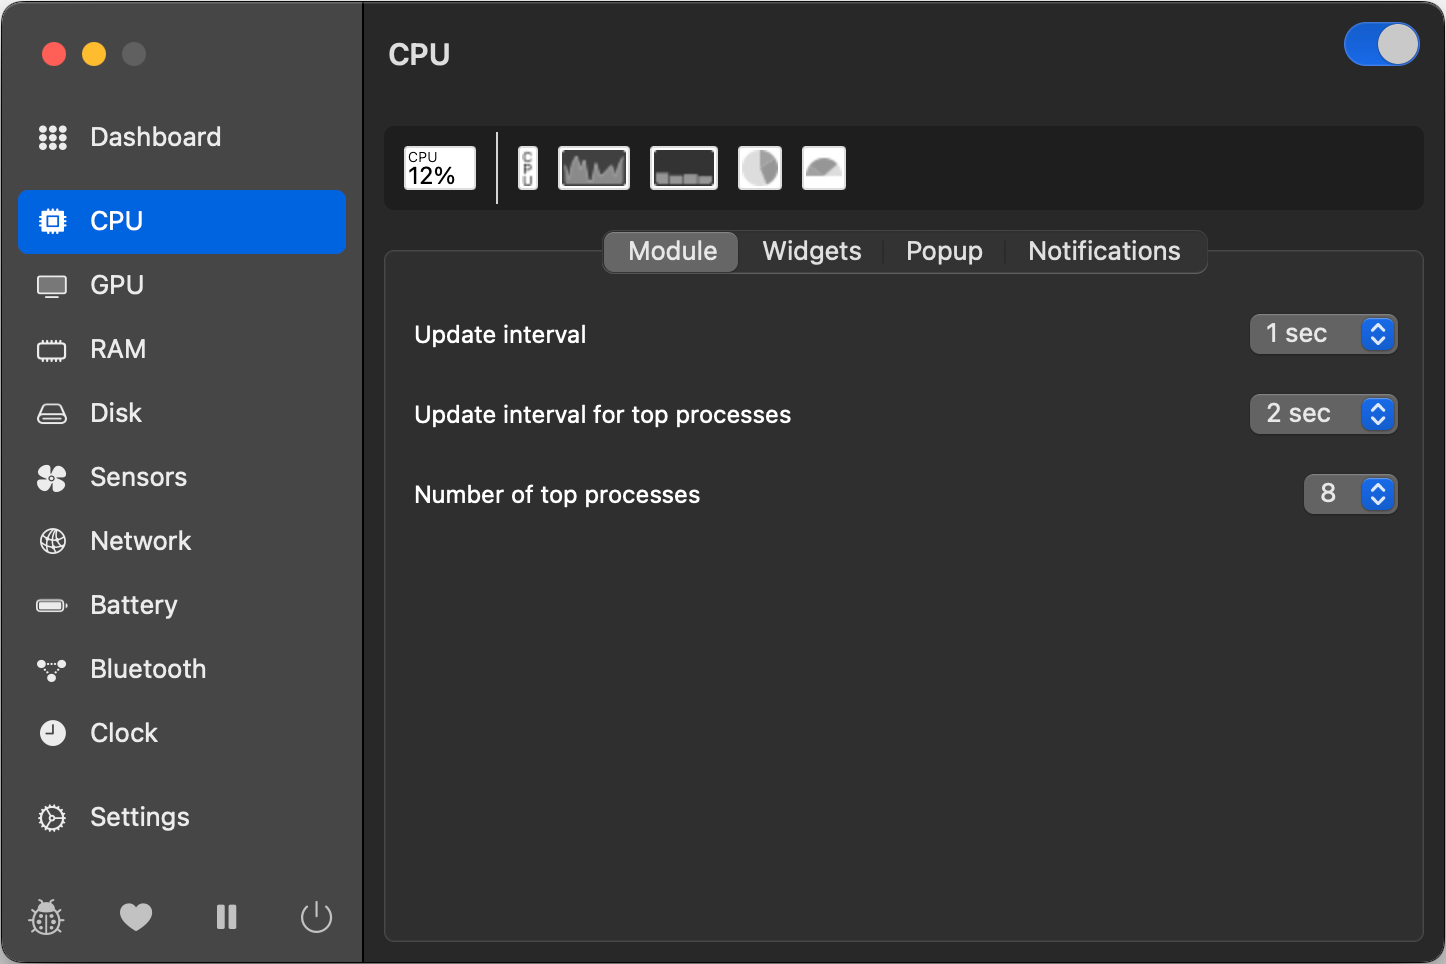 CPU
Dashboard
CPU
GPU
RAM
Disk
Sensors
Network
Battery
Bluetooth
Clock
Settings
CPU
12%
CPU
Module
Widgets
Popup
Notifications
Update interval
1 sec
Update interval for top processes
2 sec
Number of top processes
8